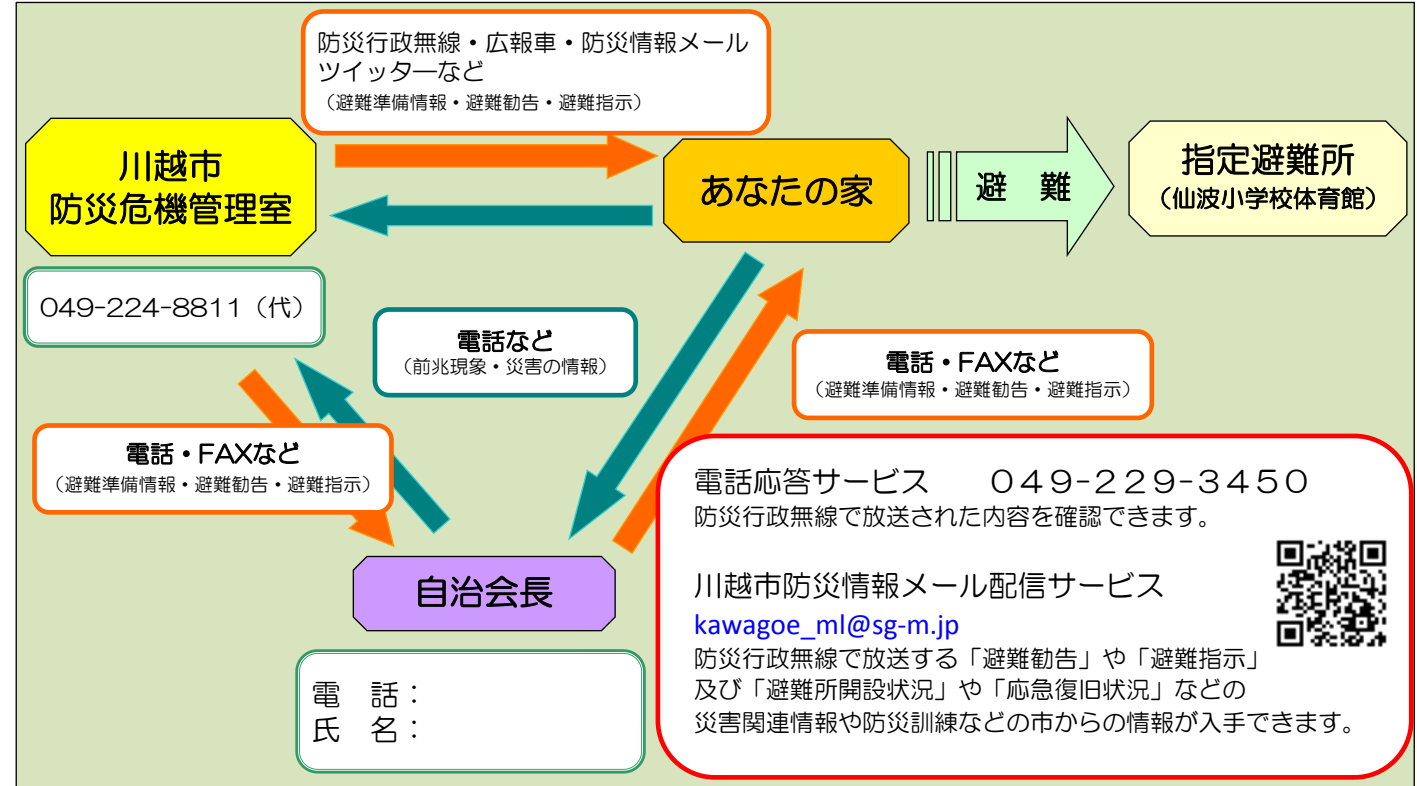 防災行政無線・広報車・防災情報メール
ツイッターなど
（避難準備情報・避難勧告・避難指示）
川越市
防災危機管理室
あなたの家
避　難
指定避難所
（仙波小学校体育館）
049-224-8811（代）
電話など
（前兆現象・災害の情報）
電話・FAXなど
（避難準備情報・避難勧告・避難指示）
電話・FAXなど
（避難準備情報・避難勧告・避難指示）
自治会長
電　話：
氏　名：
電話応答サービス　　０４９-２２９-３４５０
防災行政無線で放送された内容を確認できます。
川越市防災情報メール配信サービス
kawagoe_ml@sg-m.jp
防災行政無線で放送する「避難勧告」や「避難指示」
及び「避難所開設状況」や「応急復旧状況」などの
災害関連情報や防災訓練などの市からの情報が入手できます。